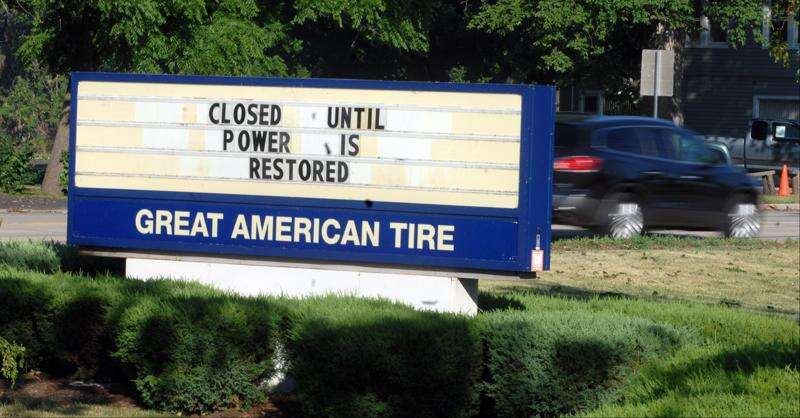 CLOSED UNTIL
POWER IS
RESTORED
GREAT AMERICAN TIRE